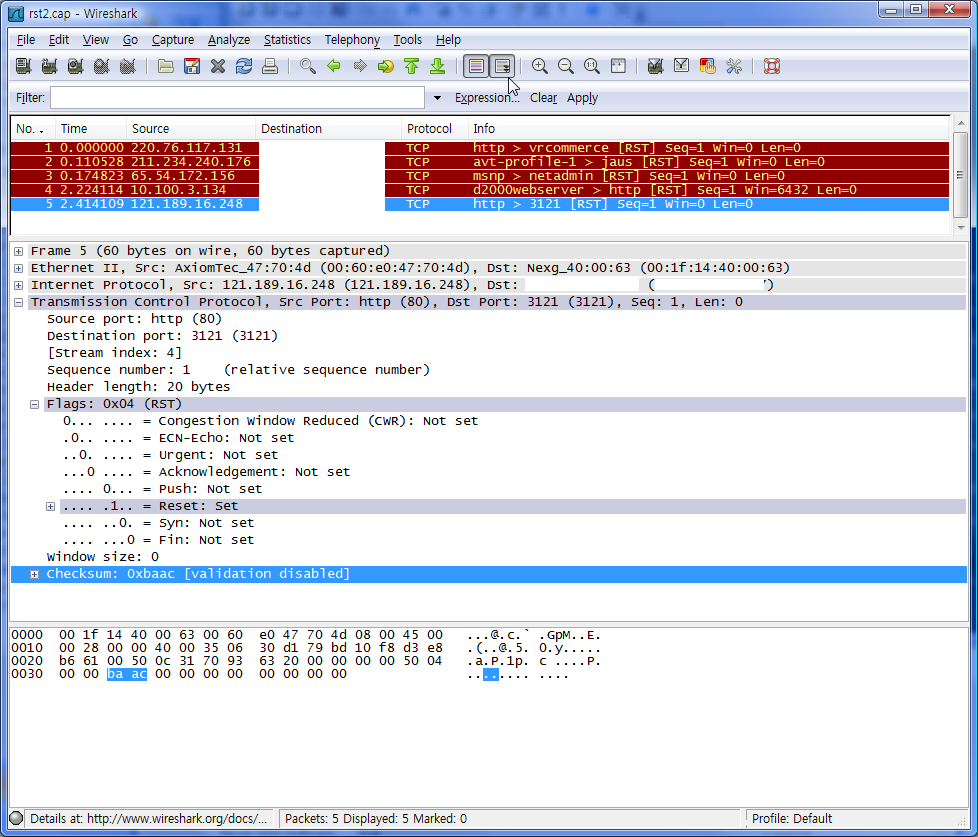 rst2.cap - Wireshark
File Edit View Go Capture Analyze Statistics Telephony Tools Help
Filter: Expression... Clear Apply
No. . Time Source Destination Protocol Info
1 0.000000 220.76.117.131 TCP http > vrcommerce [RST] Seq=1 Win=0 Len=0
2 0.110528 211.234.240.176 TCP avt-profile-1 > jaus [RST] Seq=1 Win=0 Len=0
3 0.174823 65.54.172.156 TCP msnp > netadmin [RST] Seq=1 Win=0 Len=0
4 2.224114 10.100.3.134 TCP d2000webserver > http [RST] Seq=1 Win=6432 Len=0
5 2.414109 121.189.16.248 TCP http > 3121 [RST] Seq=1 Win=0 Len=0
Frame 5 (60 bytes on wire, 60 bytes captured)
Ethernet II, Src: AxiomTec_47:70:4d (00:60:e0:47:70:4d), Dst: Nexg_40:00:63 (00:1f:14:40:00:63)
Internet Protocol, Src: 121.189.16.248 (121.189.16.248), Dst: ( )
Transmission Control Protocol, Src Port: http (80), Dst Port: 3121 (3121), Seq: 1, Len: 0
Source port: http (80)
Destination port: 3121 (3121)
[Stream index: 4]
Sequence number: 1 (relative sequence number)
Header length: 20 bytes
Flags: 0x04 (RST)
0... .... = Congestion Window Reduced (CWR): Not set
.0.. .... = ECN-Echo: Not set
..0. .... = Urgent: Not set
...0 .... = Acknowledgement: Not set
.... 0... = Push: Not set
.... .1.. = Reset: Set
.... ..0. = Syn: Not set
.... ...0 = Fin: Not set
Window size: 0
Checksum: 0xbaac [validation disabled]
0000 00 1f 14 40 00 63 00 60 e0 47 70 4d 08 00 45 00 ...@.c.` .GpM..E.
0010 00 28 00 00 40 00 35 06 30 d1 79 bd 10 f8 d3 e8 .(..@.5. 0.y.....
0020 b6 61 00 50 0c 31 70 93 63 20 00 00 00 00 50 04 .a.P.1p. c ....P.
0030 00 00 ba ac 00 00 00 00 00 00 00 00 ........ ....
Details at: http://www.wireshark.org/docs/... Packets: 5 Displayed: 5 Marked: 0 Profile: Default